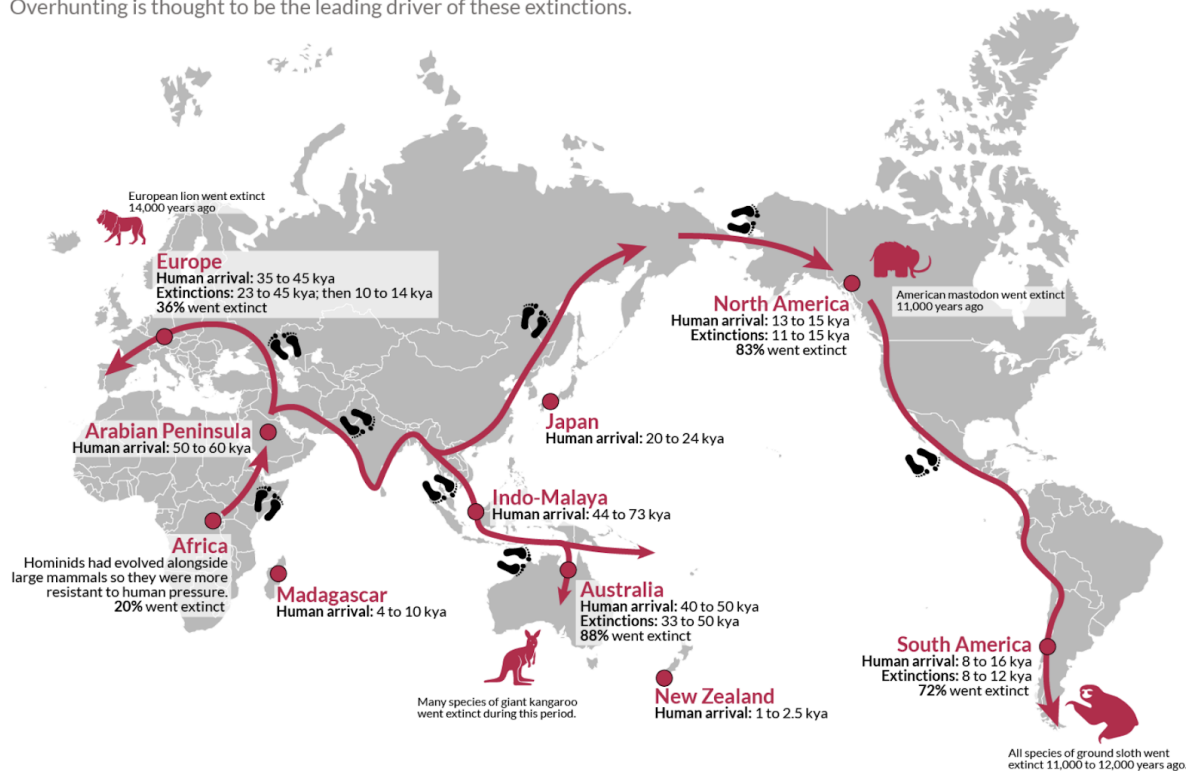 Overhunting is thought to be the leading driver of these extinctions.
European lion went extinct
14,000 years ago
Europe
Human arrival: 35 to 45 kya
Extinctions: 23 to 45 kya; then 10 to 14 kya
36% went extinct
American mastodon went extinct
11,000 years ago
North America
Human arrival: 13 to 15 kya
Extinctions: 11 to 15 kya
83% went extinct
Japan
Human arrival: 20 to 24 kya
Arabian Peninsula
Human arrival: 50 to 60 kya
Indo-Malaya
Human arrival: 44 to 73 kya
Africa
Hominids had evolved alongside
large mammals so they were more
resistant to human pressure.
20% went extinct
Madagascar
Human arrival: 4 to 10 kya
Australia
Human arrival: 40 to 50 kya
Extinctions: 33 to 50 kya
88% went extinct
Many species of giant kangaroo
went extinct during this period.
New Zealand
Human arrival: 1 to 2.5 kya
South America
Human arrival: 8 to 16 kya
Extinctions: 8 to 12 kya
72% went extinct
All species of ground sloth went
extinct 11,000 to 12,000 years ago.